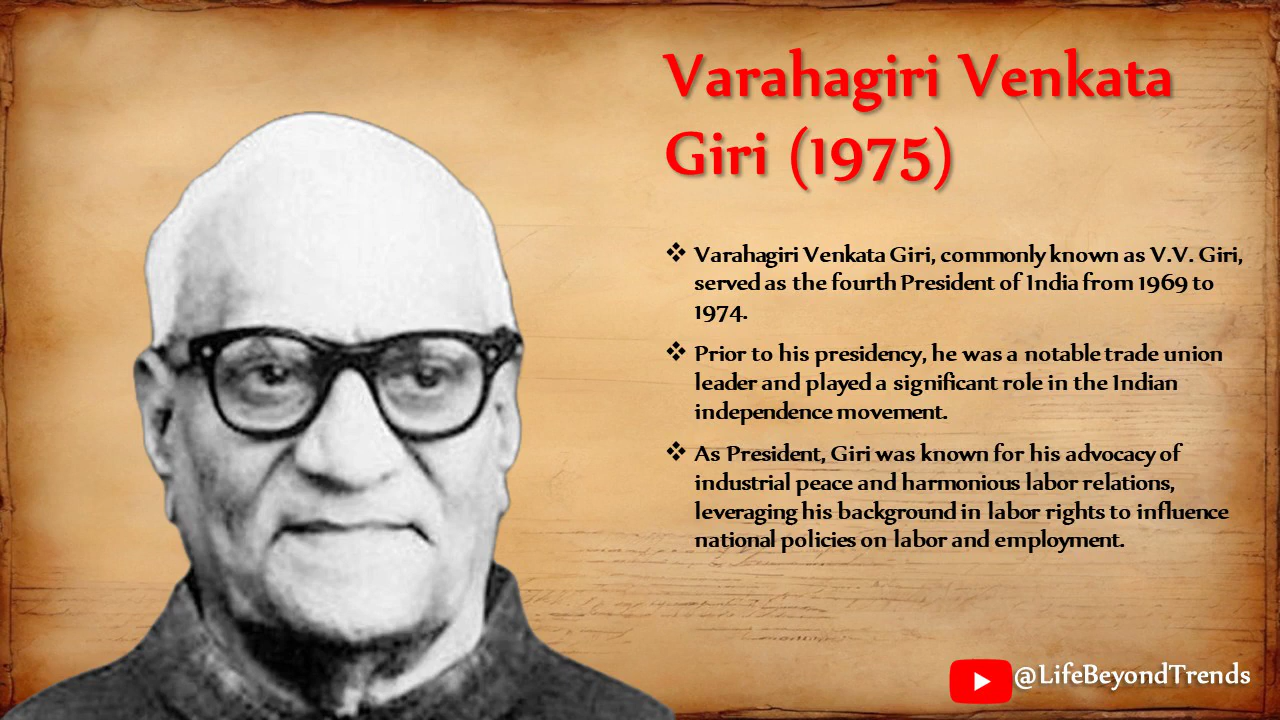 Varahagiri Venkata
Giri (1975)
❖ Varahagiri Venkata Giri, commonly known as V.V. Giri,
served as the fourth President of India from 1969 to
1974.
❖ Prior to his presidency, he was a notable trade union
leader and played a significant role in the Indian
independence movement.
❖ As President, Giri was known for his advocacy of
industrial peace and harmonious labor relations,
leveraging his background in labor rights to influence
national policies on labor and employment.
@LifeBeyondTrends